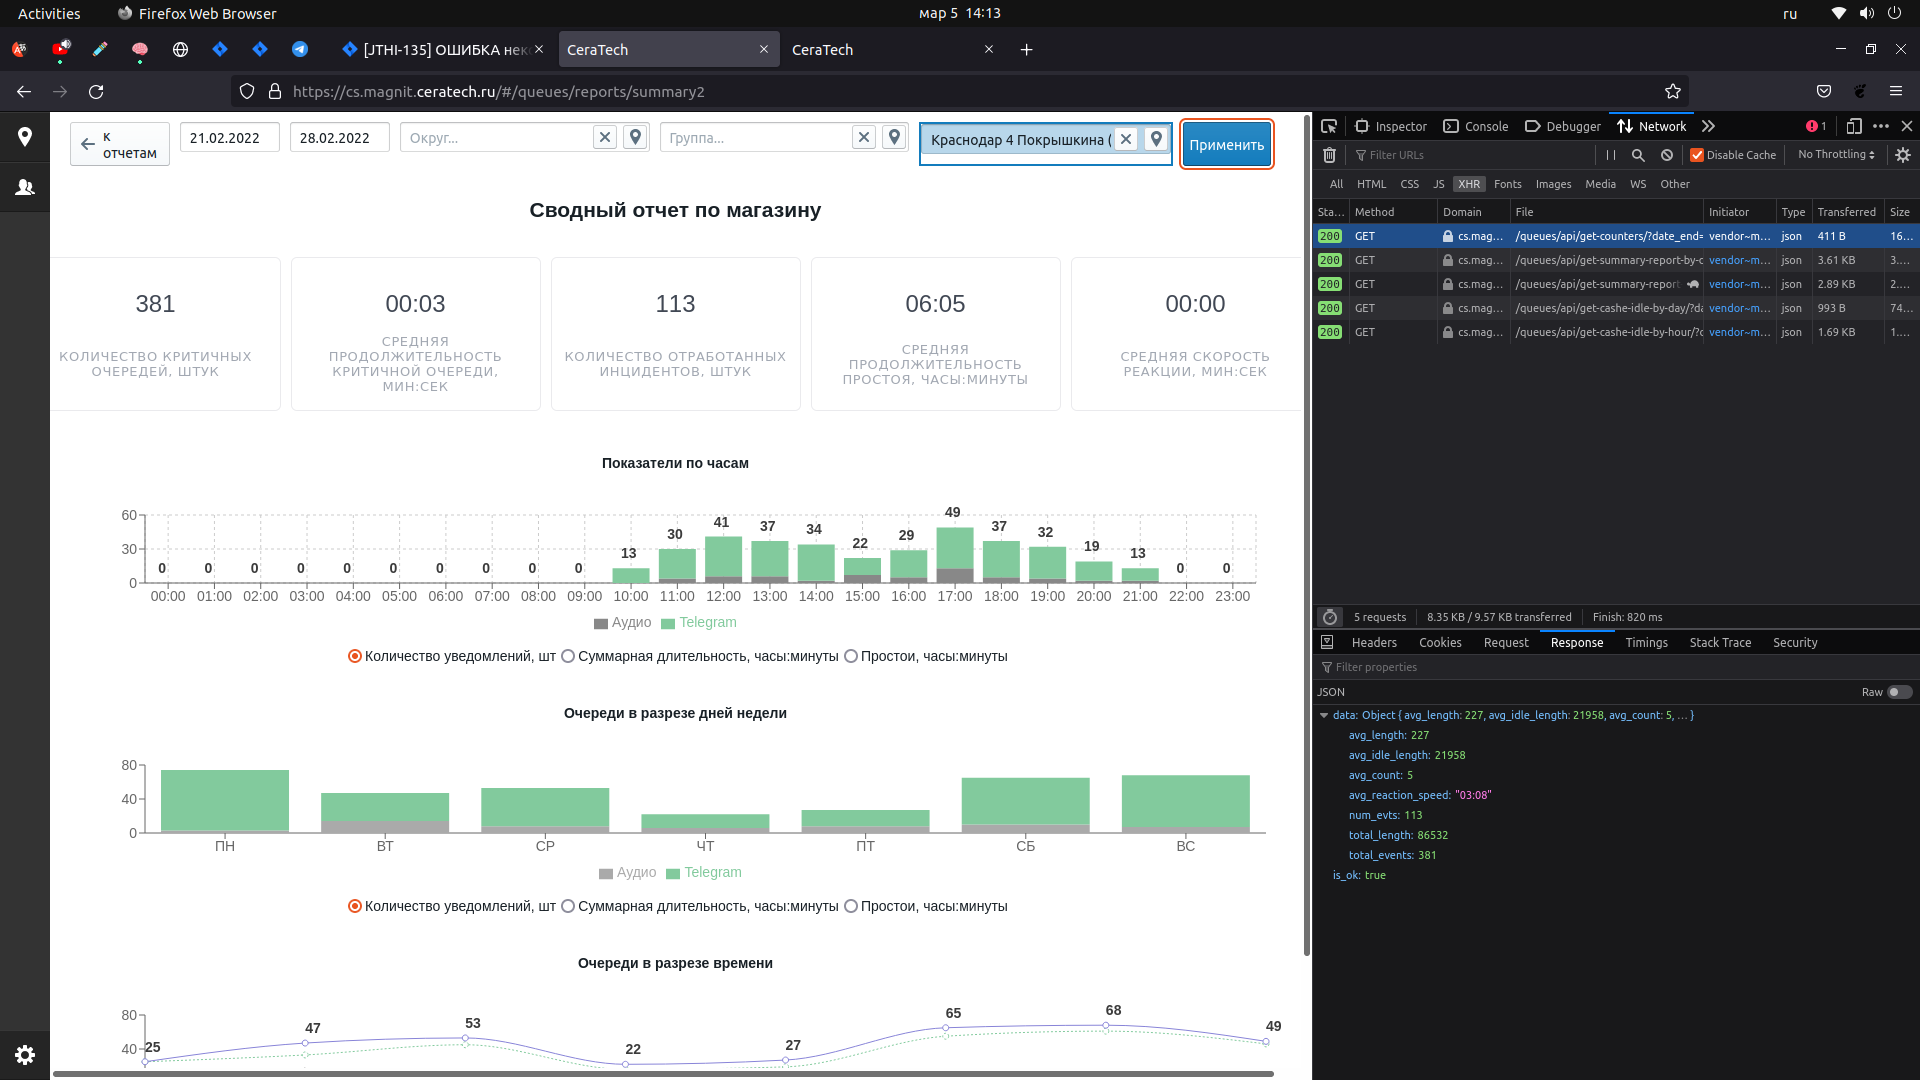 Activities
Firefox Web Browser
мар 5 14:13
ru
[JTHI-135] ОШИБКА нек
CeraTech
CeraTech
https://cs.magnit.ceratech.ru/#/queues/reports/summary2
К отчетам
21.02.2022
28.02.2022
Округ...
Группа...
Краснодар 4 Покрышкина (
Применить
Сводный отчет по магазину
381
КОЛИЧЕСТВО КРИТИЧНЫХ
ОЧЕРЕДЕЙ, ШТУК
00:03
СРЕДНЯЯ
ПРОДОЛЖИТЕЛЬНОСТЬ
КРИТИЧНОЙ ОЧЕРЕДИ,
МИН:СЕК
113
КОЛИЧЕСТВО ОТРАБОТАННЫХ
ИНЦИДЕНТОВ, ШТУК
06:05
СРЕДНЯЯ
ПРОДОЛЖИТЕЛЬНОСТЬ
ПРОСТОЯ, ЧАСЫ:МИНУТЫ
00:00
СРЕДНЯЯ СКОРОСТЬ
РЕАКЦИИ, МИН:СЕК
Показатели по часам
60
30
0
0 0 0 0 0 0 0 0 0 0 13 30 41 37 34 22 29 49 37 32 19 13 0 0
00:00 01:00 02:00 03:00 04:00 05:00 06:00 07:00 08:00 09:00 10:00 11:00 12:00 13:00 14:00 15:00 16:00 17:00 18:00 19:00 20:00 21:00 22:00 23:00
Аудио Telegram
Количество уведомлений, шт Суммарная длительность, часы:минуты Простои, часы:минуты
Очереди в разрезе дней недели
80
40
0
ПН ВТ СР ЧТ ПТ СБ ВС
Аудио Telegram
Количество уведомлений, шт Суммарная длительность, часы:минуты Простои, часы:минуты
Очереди в разрезе времени
80
40
25 47 53 22 27 65 68 49
Inspector Console Debugger Network
1
Filter URLs
Disable Cache
No Throttling
All HTML CSS JS XHR Fonts Images Media WS Other
Sta... Method Domain File Initiator Type Transferred Size
200 GET cs.mag... /queues/api/get-counters/?date_end= vendor~m... json 411 B 16...
200 GET cs.mag... /queues/api/get-summary-report-by-c vendor~m... json 3.61 KB 3....
200 GET cs.mag... /queues/api/get-summary-report vendor~m... json 2.89 KB 2....
200 GET cs.mag... /queues/api/get-cashe-idle-by-day/?da vendor~m... json 993 B 74...
200 GET cs.mag... /queues/api/get-cashe-idle-by-hour/?c vendor~m... json 1.69 KB 1....
5 requests 8.35 KB / 9.57 KB transferred Finish: 820 ms
Headers Cookies Request Response Timings Stack Trace Security
Filter properties
JSON
Raw
data: Object { avg_length: 227, avg_idle_length: 21958, avg_count: 5, … }
avg_length: 227
avg_idle_length: 21958
avg_count: 5
avg_reaction_speed: "03:08"
num_evts: 113
total_length: 86532
total_events: 381
is_ok: true